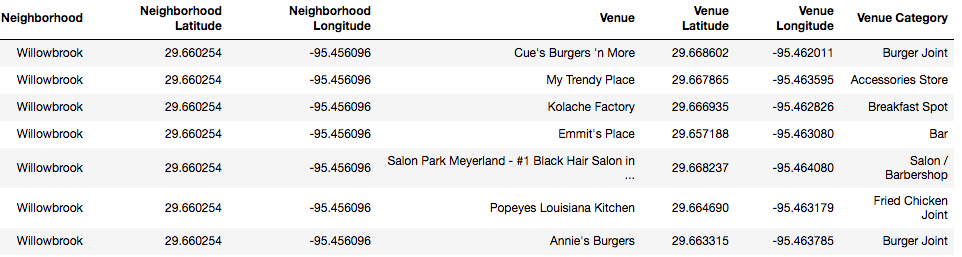 Neighborhood Neighborhood Latitude Neighborhood Longitude Venue Venue Latitude Venue Longitude Venue Category
Willowbrook 29.660254 -95.456096 Cue's Burgers 'n More 29.668602 -95.462011 Burger Joint
Willowbrook 29.660254 -95.456096 My Trendy Place 29.667865 -95.463595 Accessories Store
Willowbrook 29.660254 -95.456096 Kolache Factory 29.666935 -95.462826 Breakfast Spot
Willowbrook 29.660254 -95.456096 Emmit's Place 29.657188 -95.463080 Bar
Willowbrook 29.660254 -95.456096 Salon Park Meyerland - #1 Black Hair Salon in ... 29.668237 -95.464080 Salon / Barbershop
Willowbrook 29.660254 -95.456096 Popeyes Louisiana Kitchen 29.664690 -95.463179 Fried Chicken Joint
Willowbrook 29.660254 -95.456096 Annie's Burgers 29.663315 -95.463785 Burger Joint